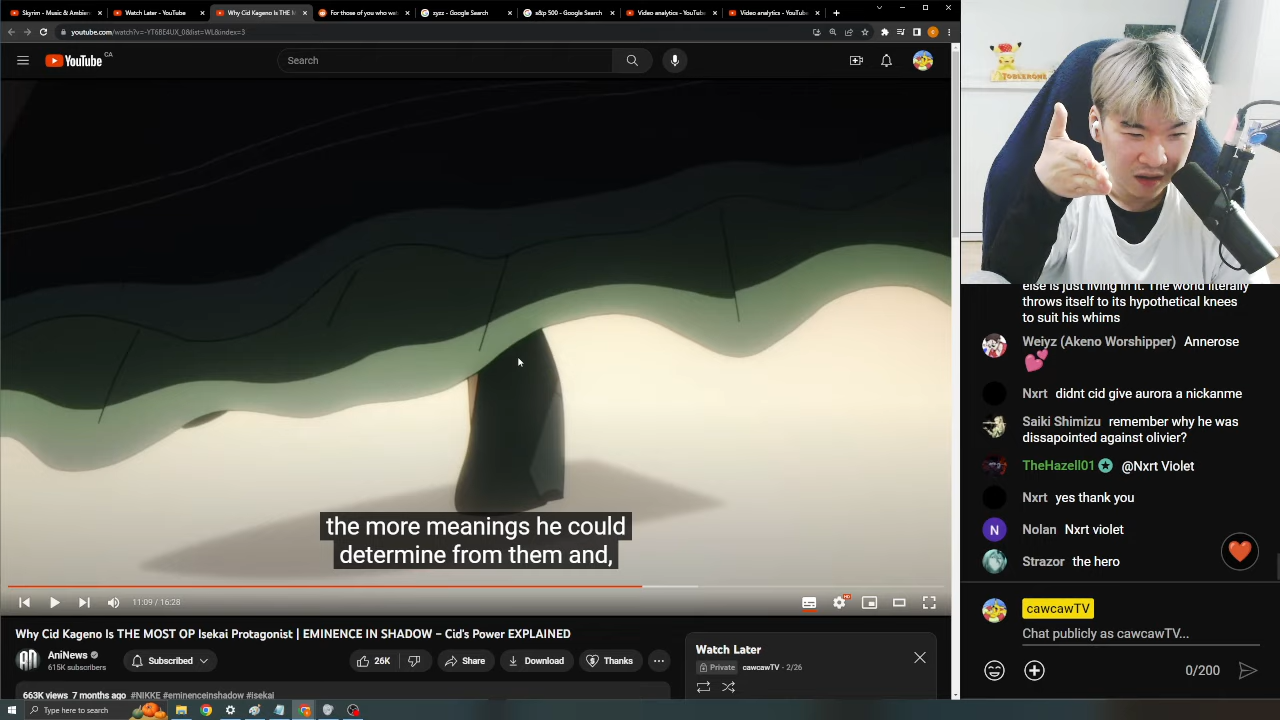 Skyrim - Music & Ambien
Watch Later - YouTube
Why Cid Kageno Is THE M
For those of you who wat
zyzz - Google Search
s&p 500 - Google Search
Video analytics - YouTub
Video analytics - YouTub
youtube.com/watch?v=-YT6BE4UX_0&list=WL&index=3
YouTube CA
Search
TOBLERONE
the more meanings he could
determine from them and,
11:09 / 16:28
HD
Why Cid Kageno Is THE MOST OP Isekai Protagonist | EMINENCE IN SHADOW – Cid's Power EXPLAINED
AniNews
615K subscribers
Subscribed
26K
Share
Download
Thanks
663K views 7 months ago #NIKKE #eminenceinshadow #isekai
Watch Later
Private cawcawTV - 2/26
Type here to search
else is just living in it. The world literally
throws itself to its hypothetical knees
to suit his whims
Weiyz (Akeno Worshipper) Annerose
Nxrt didnt cid give aurora a nickanme
Saiki Shimizu remember why he was
dissapointed against olivier?
TheHazell01 @Nxrt Violet
Nxrt yes thank you
N
Nolan Nxrt violet
Strazor the hero
cawcawTV
Chat publicly as cawcawTV...
0/200